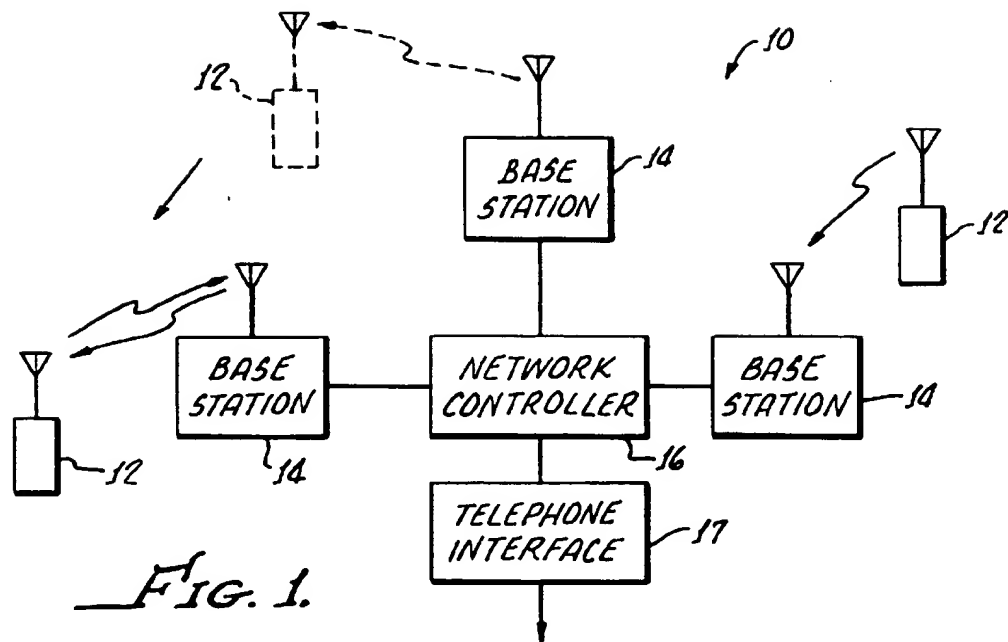 10
12
14
BASE
STATION
12
BASE
STATION
14
NETWORK
CONTROLLER
16
BASE
STATION
14
12
TELEPHONE
INTERFACE
17
FIG. 1.